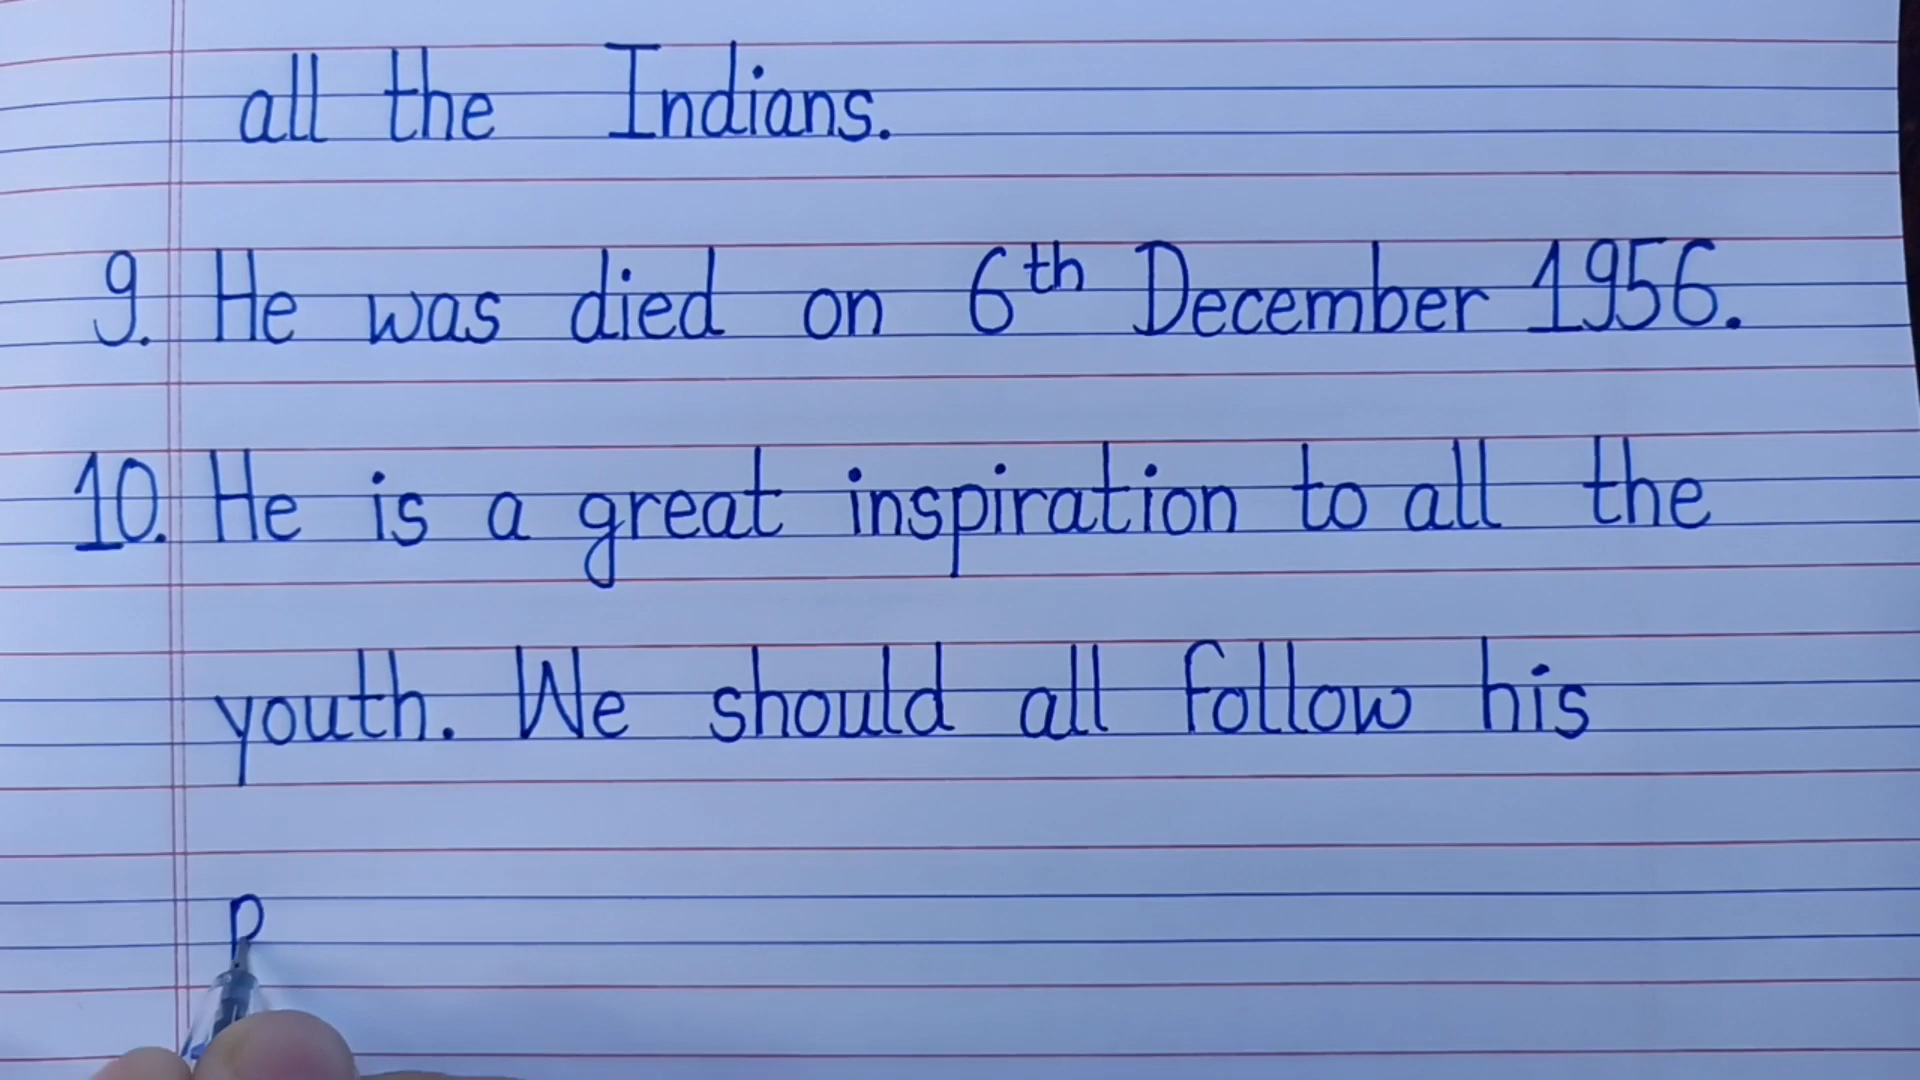 all the Indians.
9. He was died on 6th December 1956.
10. He is a great inspiration to all the
youth. We should all follow his
p